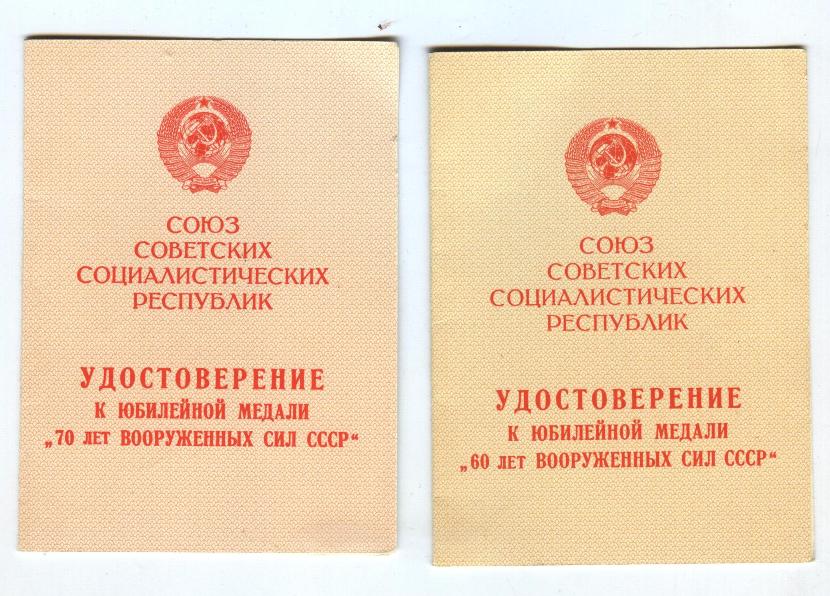 СОЮЗ
СОВЕТСКИХ
СОЦИАЛИСТИЧЕСКИХ
РЕСПУБЛИК
УДОСТОВЕРЕНИЕ
К ЮБИЛЕЙНОЙ МЕДАЛИ
„70 ЛЕТ ВООРУЖЕННЫХ СИЛ СССР“
СОЮЗ
СОВЕТСКИХ
СОЦИАЛИСТИЧЕСКИХ
РЕСПУБЛИК
УДОСТОВЕРЕНИЕ
К ЮБИЛЕЙНОЙ МЕДАЛИ
„60 ЛЕТ ВООРУЖЕННЫХ СИЛ СССР“